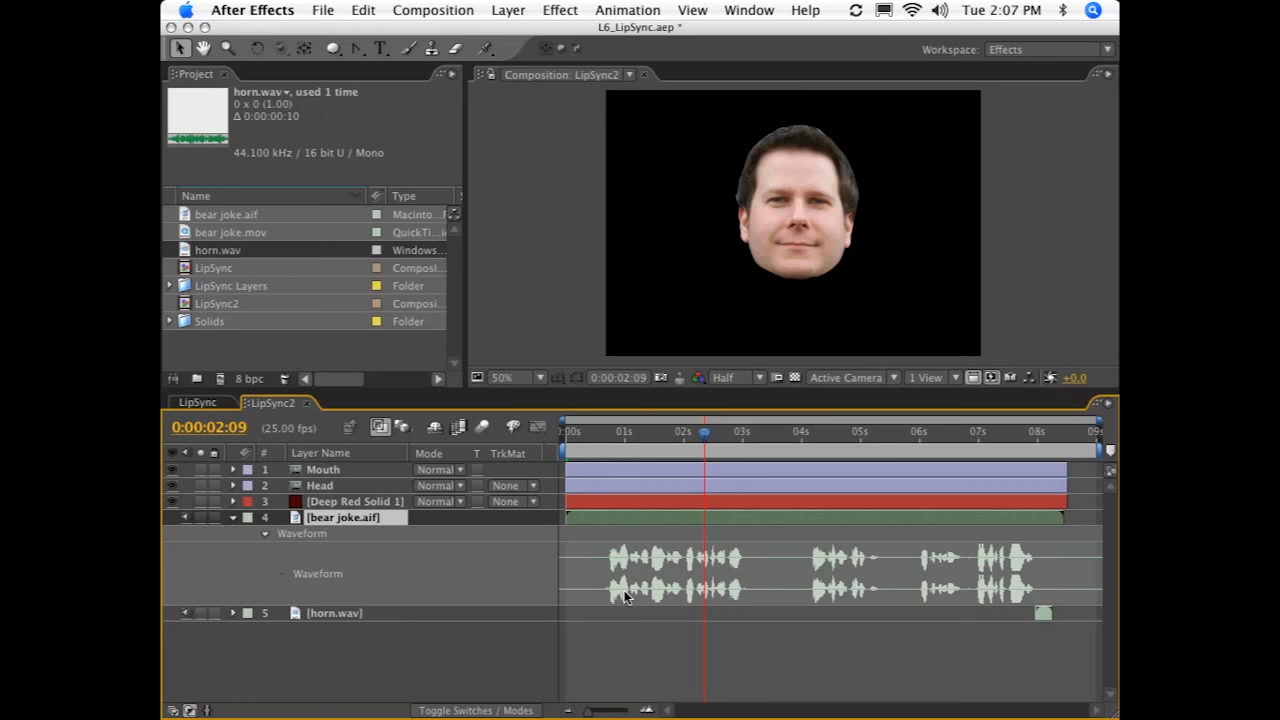 After Effects File Edit Composition Layer Effect Animation View Window Help Tue 2:07 PM
L6_LipSync.aep *
Workspace: Effects
Project
Composition: LipSync2
horn.wav, used 1 time
0 x 0 (1.00)
Δ 0:00:00:10
44.100 kHz / 16 bit U / Mono
Name Type
bear joke.aif Macinto...F
bear joke.mov QuickTi...
horn.wav Windows...
LipSync Composi...
LipSync Layers Folder
LipSync2 Composi...
Solids Folder
8 bpc
50% 0:00:02:09 Half Active Camera 1 View +0.0
LipSync LipSync2
0:00:02:09 (25.00 fps)
:00s 01s 02s 03s 04s 05s 06s 07s 08s 09s
# Layer Name Mode T TrkMat
1 Mouth Normal
2 Head Normal None
3 [Deep Red Solid 1] Normal None
4 [bear joke.aif]
Waveform
Waveform
5 [horn.wav]
Toggle Switches / Modes